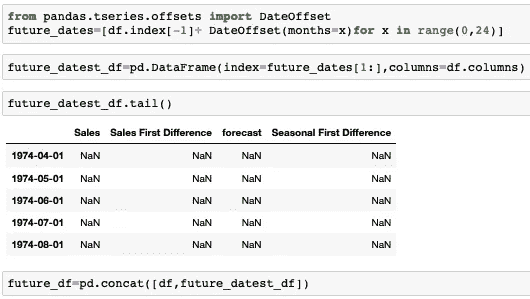 from pandas.tseries.offsets import DateOffset
future_dates=[df.index[-1]+ DateOffset(months=x)for x in range(0,24)]
future_datest_df=pd.DataFrame(index=future_dates[1:],columns=df.columns)
future_datest_df.tail()
Sales Sales First Difference forecast Seasonal First Difference
1974-04-01 NaN NaN NaN NaN
1974-05-01 NaN NaN NaN NaN
1974-06-01 NaN NaN NaN NaN
1974-07-01 NaN NaN NaN NaN
1974-08-01 NaN NaN NaN NaN
future_df=pd.concat([df,future_datest_df])